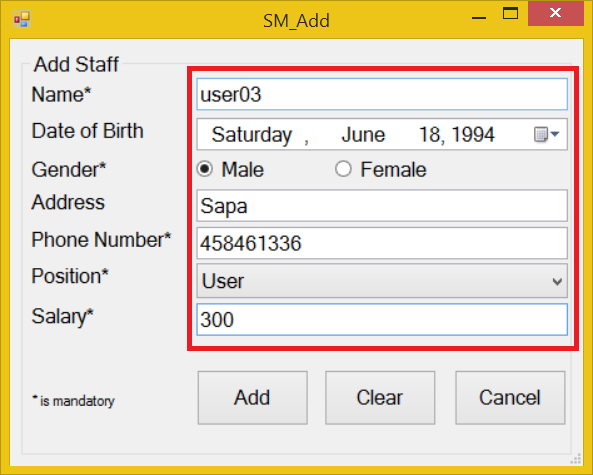 SM_Add
Add Staff
Name* user03
Date of Birth Saturday , June 18, 1994
Gender* Male Female
Address Sapa
Phone Number* 458461336
Position* User
Salary* 300
* is mandatory Add Clear Cancel